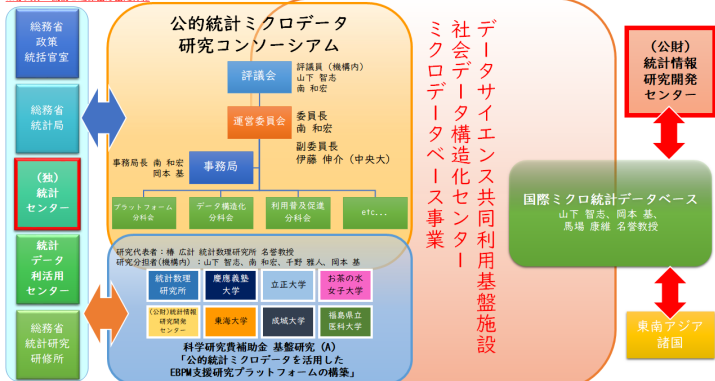 総務省
政策
統括官室
総務省
統計局
(独)
統計
センター
統計
データ
利活用
センター
総務省
統計研究
研修所
公的統計ミクロデータ
研究コンソーシアム
評議会
評議員(機構内)
山下 智志
南 和宏
運営委員会
委員長
南 和宏
副委員長
伊藤 伸介(中央大)
事務局長 南 和宏
岡本 基
事務局
プラットフォーム
分科会
データ構造化
分科会
利用普及促進
分科会
etc...
研究代表者:椿 広計 統計数理研究所 名誉教授
研究分担者(機構内):山下 智志、南 和宏、千野 雅人、岡本 基
統計数理
研究所
慶應義塾
大学
立正大学
お茶の水
女子大学
(公財)統計情報
研究開発
センター
東海大学
成城大学
福島県立
医科大学
科学研究費補助金 基盤研究(A)
「公的統計ミクロデータを活用した
EBPM支援研究プラットフォームの構築」
データサイエンス共同利用基盤施設
社会データ構造化センター
ミクロデータベース事業
(公財)
統計情報
研究開発
センター
国際ミクロ統計データベース
山下 智志、岡本 基、
馬場 康維 名誉教授
東南アジア
諸国